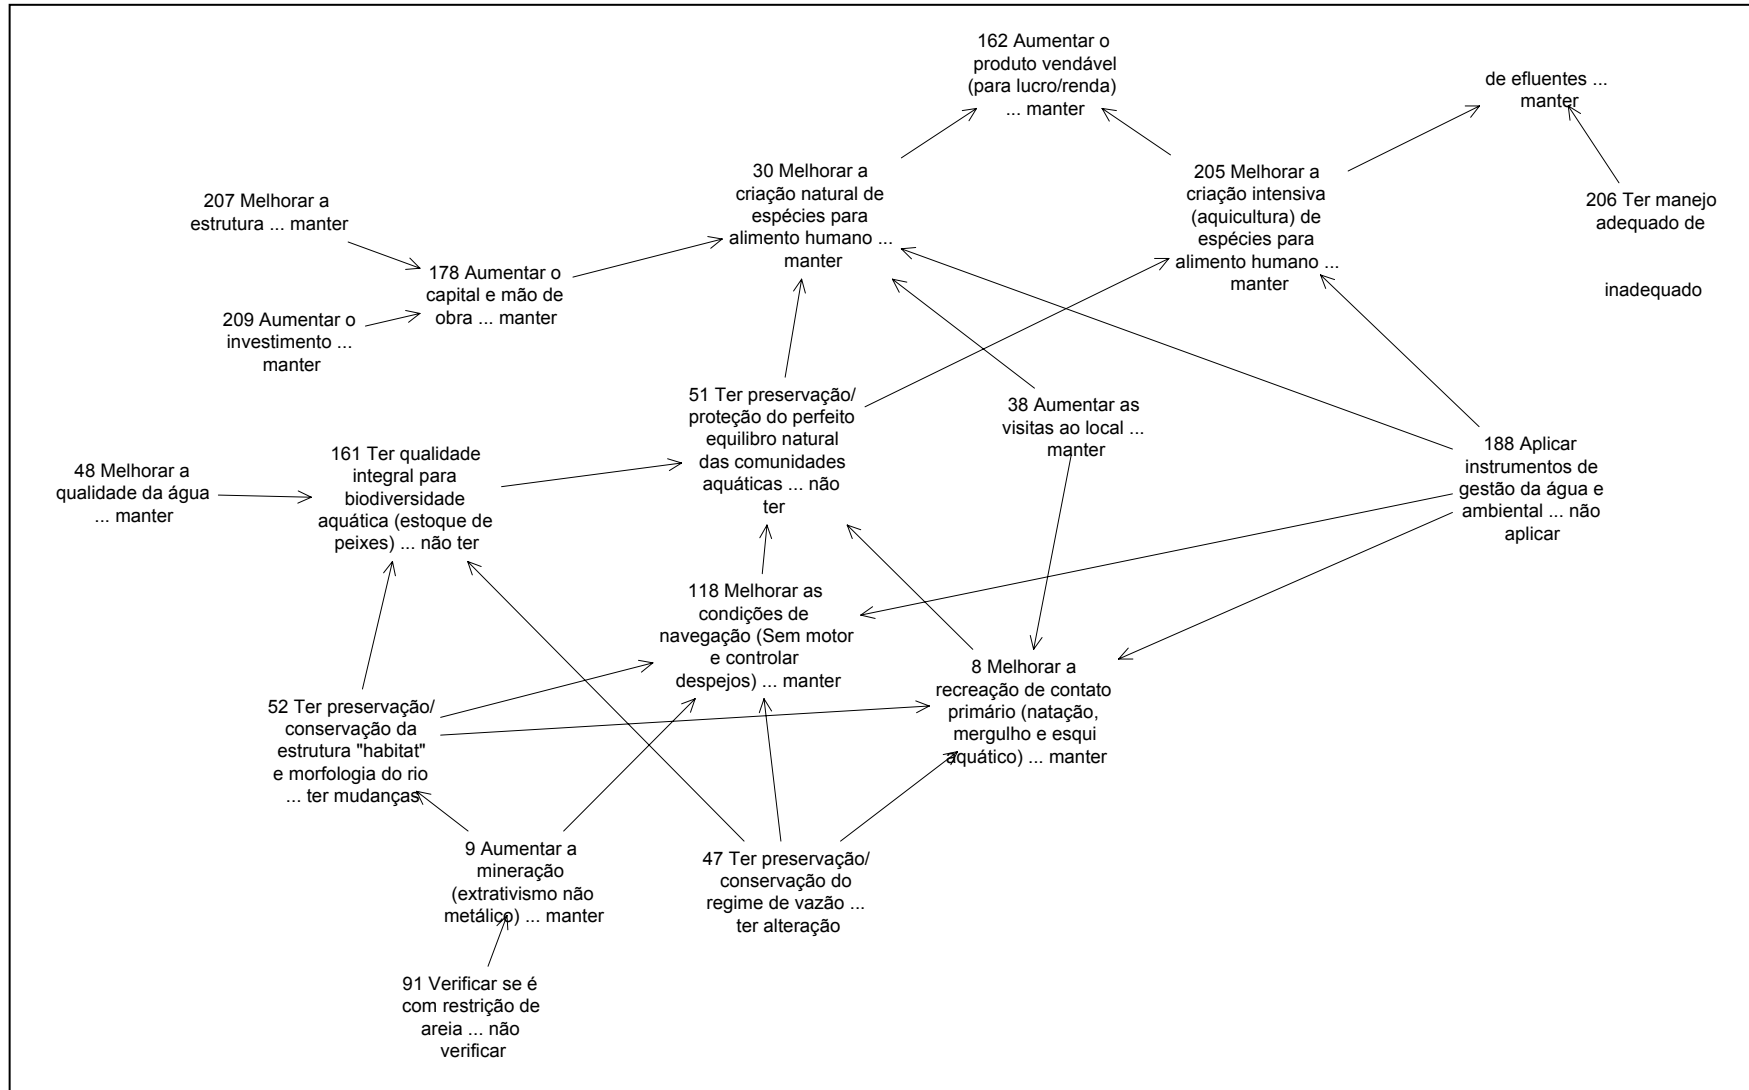 162 Aumentar o
produto vendável
(para lucro/renda)
... manter
de efluentes ...
manter
30 Melhorar a
criação natural de
espécies para
alimento humano ...
manter
205 Melhorar a
criação intensiva
(aquicultura) de
espécies para
alimento humano ...
manter
207 Melhorar a
estrutura ... manter
206 Ter manejo
adequado de
inadequado
178 Aumentar o
capital e mão de
obra ... manter
209 Aumentar o
investimento ...
manter
51 Ter preservação/
proteção do perfeito
equilibro natural
das comunidades
aquáticas ... não
ter
38 Aumentar as
visitas ao local ...
manter
188 Aplicar
instrumentos de
gestão da água e
ambiental ... não
aplicar
48 Melhorar a
qualidade da água
... manter
161 Ter qualidade
integral para
biodiversidade
aquática (estoque de
peixes) ... não ter
118 Melhorar as
condições de
navegação (Sem motor
e controlar
despejos) ... manter
8 Melhorar a
recreação de contato
primário (natação,
mergulho e esqui
aquático) ... manter
52 Ter preservação/
conservação da
estrutura "habitat"
e morfologia do rio
... ter mudanças
9 Aumentar a
mineração
(extrativismo não
metálico) ... manter
47 Ter preservação/
conservação do
regime de vazão ...
ter alteração
91 Verificar se é
com restrição de
areia ... não
verificar